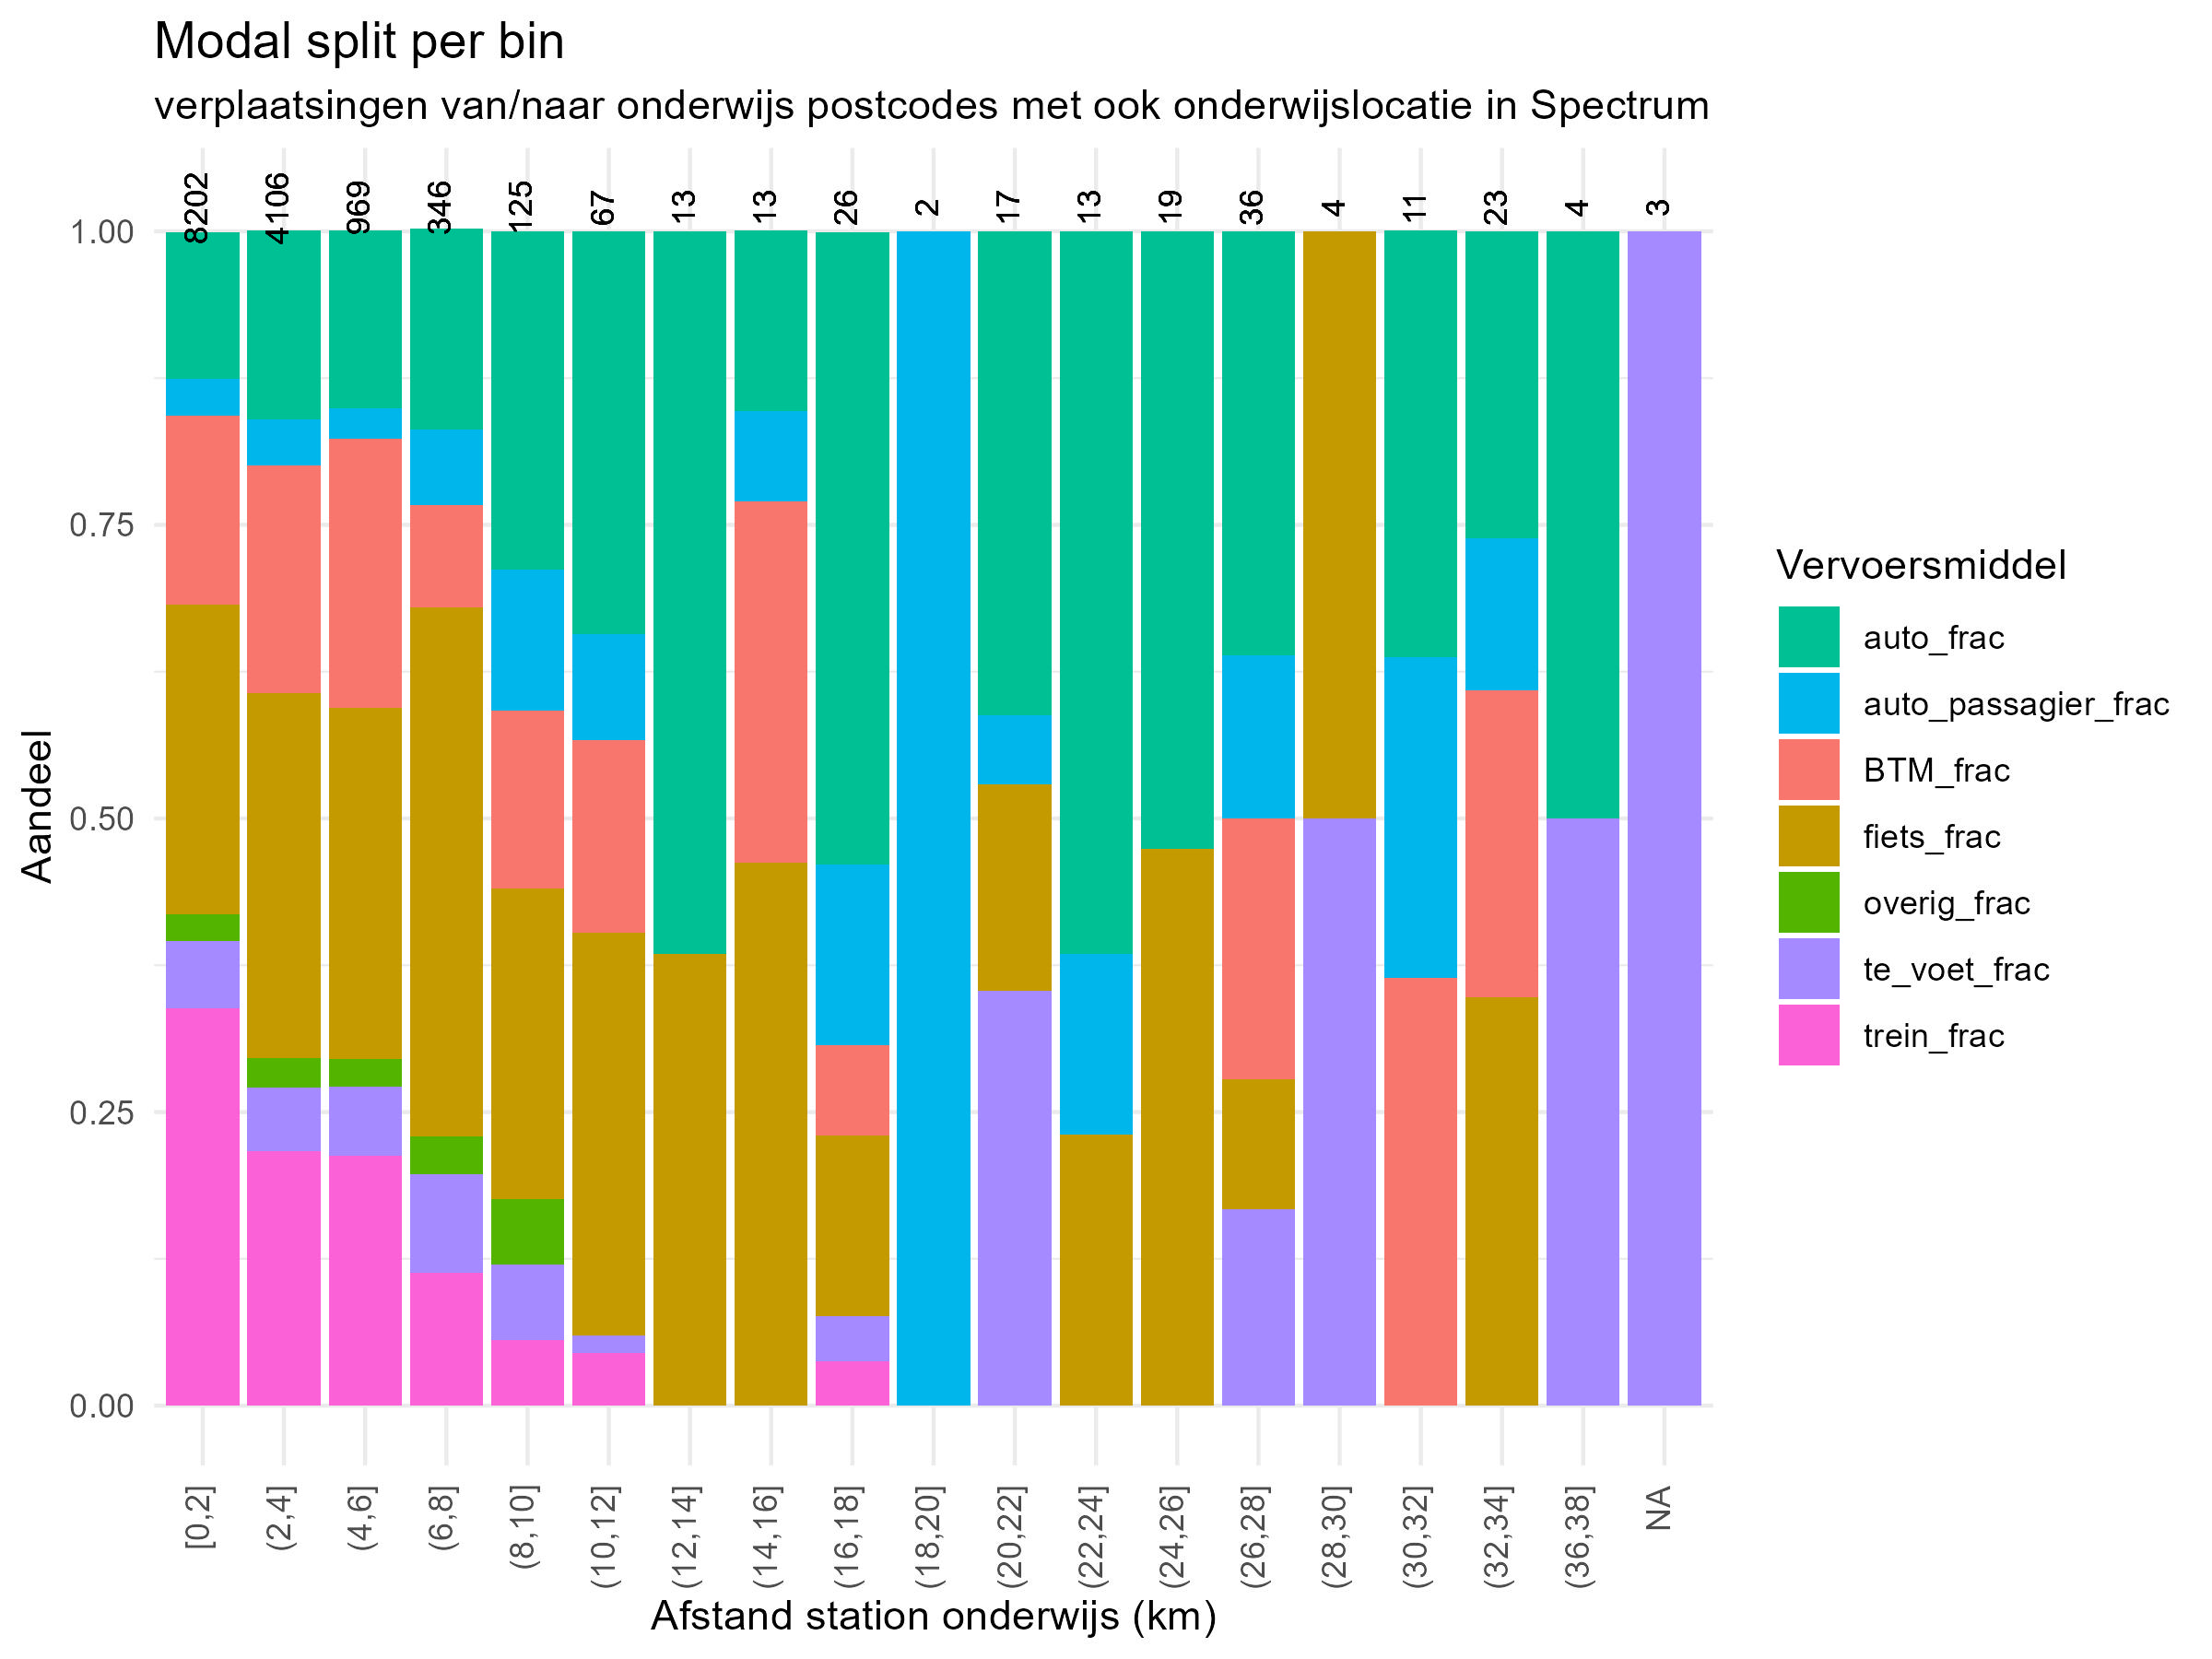 Modal split per bin
verplaatsingen van/naar onderwijs postcodes met ook onderwijslocatie in Spectrum
8202 4106 969 346 125 67 13 13 26 2 17 13 19 36 4 11 23 4 3
1.00
0.75
0.50
0.25
0.00
Aandeel
[0,2] (2,4] (4,6] (6,8] (8,10] (10,12] (12,14] (14,16] (16,18] (18,20] (20,22] (22,24] (24,26] (26,28] (28,30] (30,32] (32,34] (36,38] NA
Afstand station onderwijs (km)
Vervoersmiddel
auto_frac
auto_passagier_frac
BTM_frac
fiets_frac
overig_frac
te_voet_frac
trein_frac